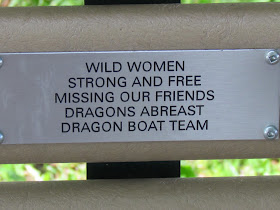 WILD WOMEN
STRONG AND FREE
MISSING OUR FRIENDS
DRAGONS ABREAST
DRAGON BOAT TEAM